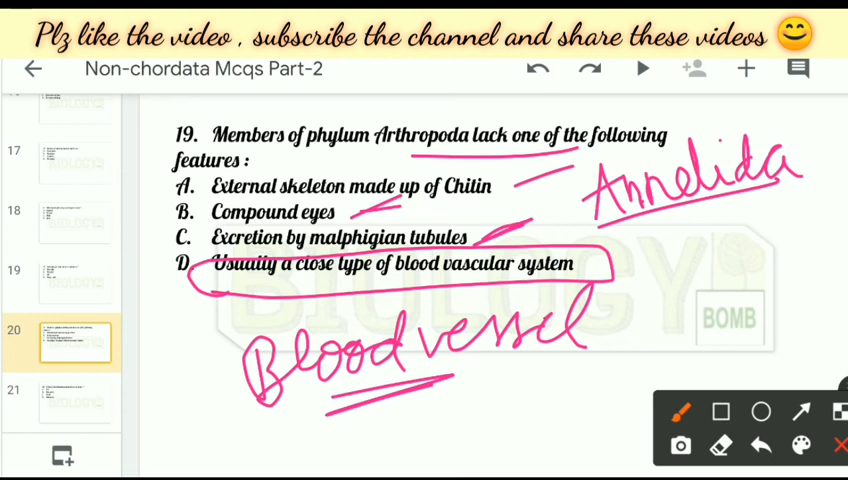 Plz like the video , subscribe the channel and share these videos 😊
Non-chordata Mcqs Part-2
17
18
19
20
21
19. Members of phylum Arthropoda lack one of the following
features :
A. External skeleton made up of Chitin
B. Compound eyes
C. Excretion by malphigian tubules
D. Usually a close type of blood vascular system
Annelida
Blood vessel
BIOLOGY
BOMB